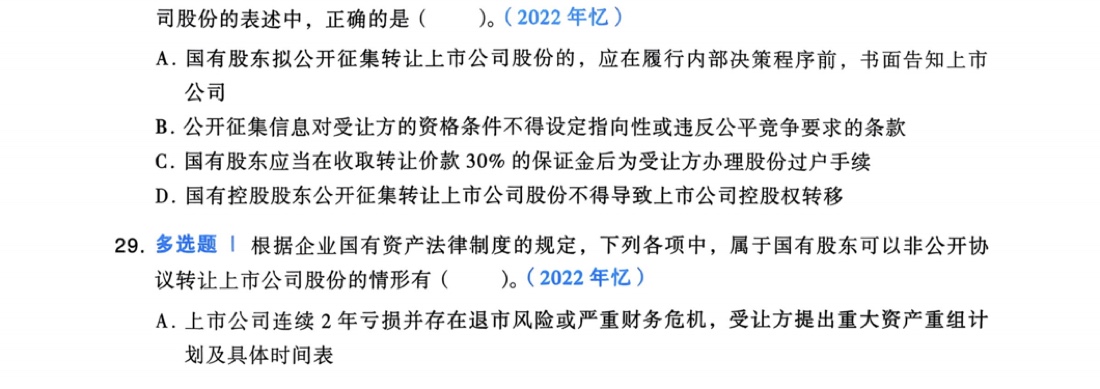 司股份的表述中，正确的是（　　）。（2022 年忆）
A. 国有股东拟公开征集转让上市公司股份的，应在履行内部决策程序前，书面告知上市
公司
B. 公开征集信息对受让方的资格条件不得设定指向性或违反公平竞争要求的条款
C. 国有股东应当在收取转让价款 30% 的保证金后为受让方办理股份过户手续
D. 国有控股股东公开征集转让上市公司股份不得导致上市公司控股权转移
29. 多选题 | 根据企业国有资产法律制度的规定，下列各项中，属于国有股东可以非公开协
议转让上市公司股份的情形有（　　）。（2022 年忆）
A. 上市公司连续 2 年亏损并存在退市风险或严重财务危机，受让方提出重大资产重组计
划及具体时间表